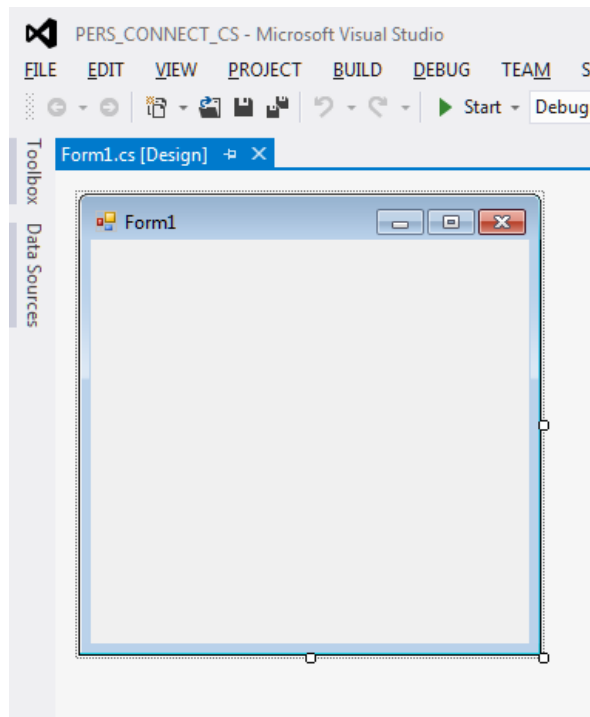 PERS_CONNECT_CS - Microsoft Visual Studio
FILE EDIT VIEW PROJECT BUILD DEBUG TEAM S
Start Debug
Toolbox
Data Sources
Form1.cs [Design]
Form1